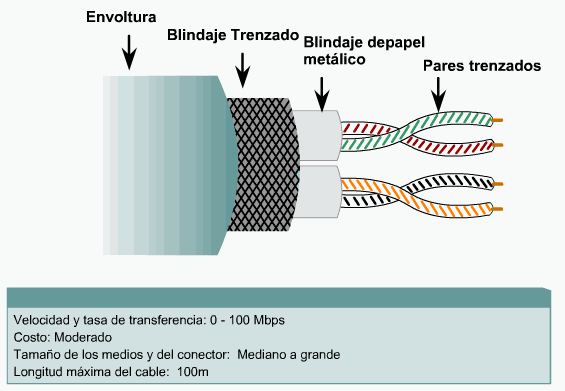 Envoltura
Blindaje Trenzado
Blindaje depapel
metálico
Pares trenzados
Velocidad y tasa de transferencia: 0 - 100 Mbps
Costo: Moderado
Tamaño de los medios y del conector:  Mediano a grande
Longitud máxima del cable:  100m